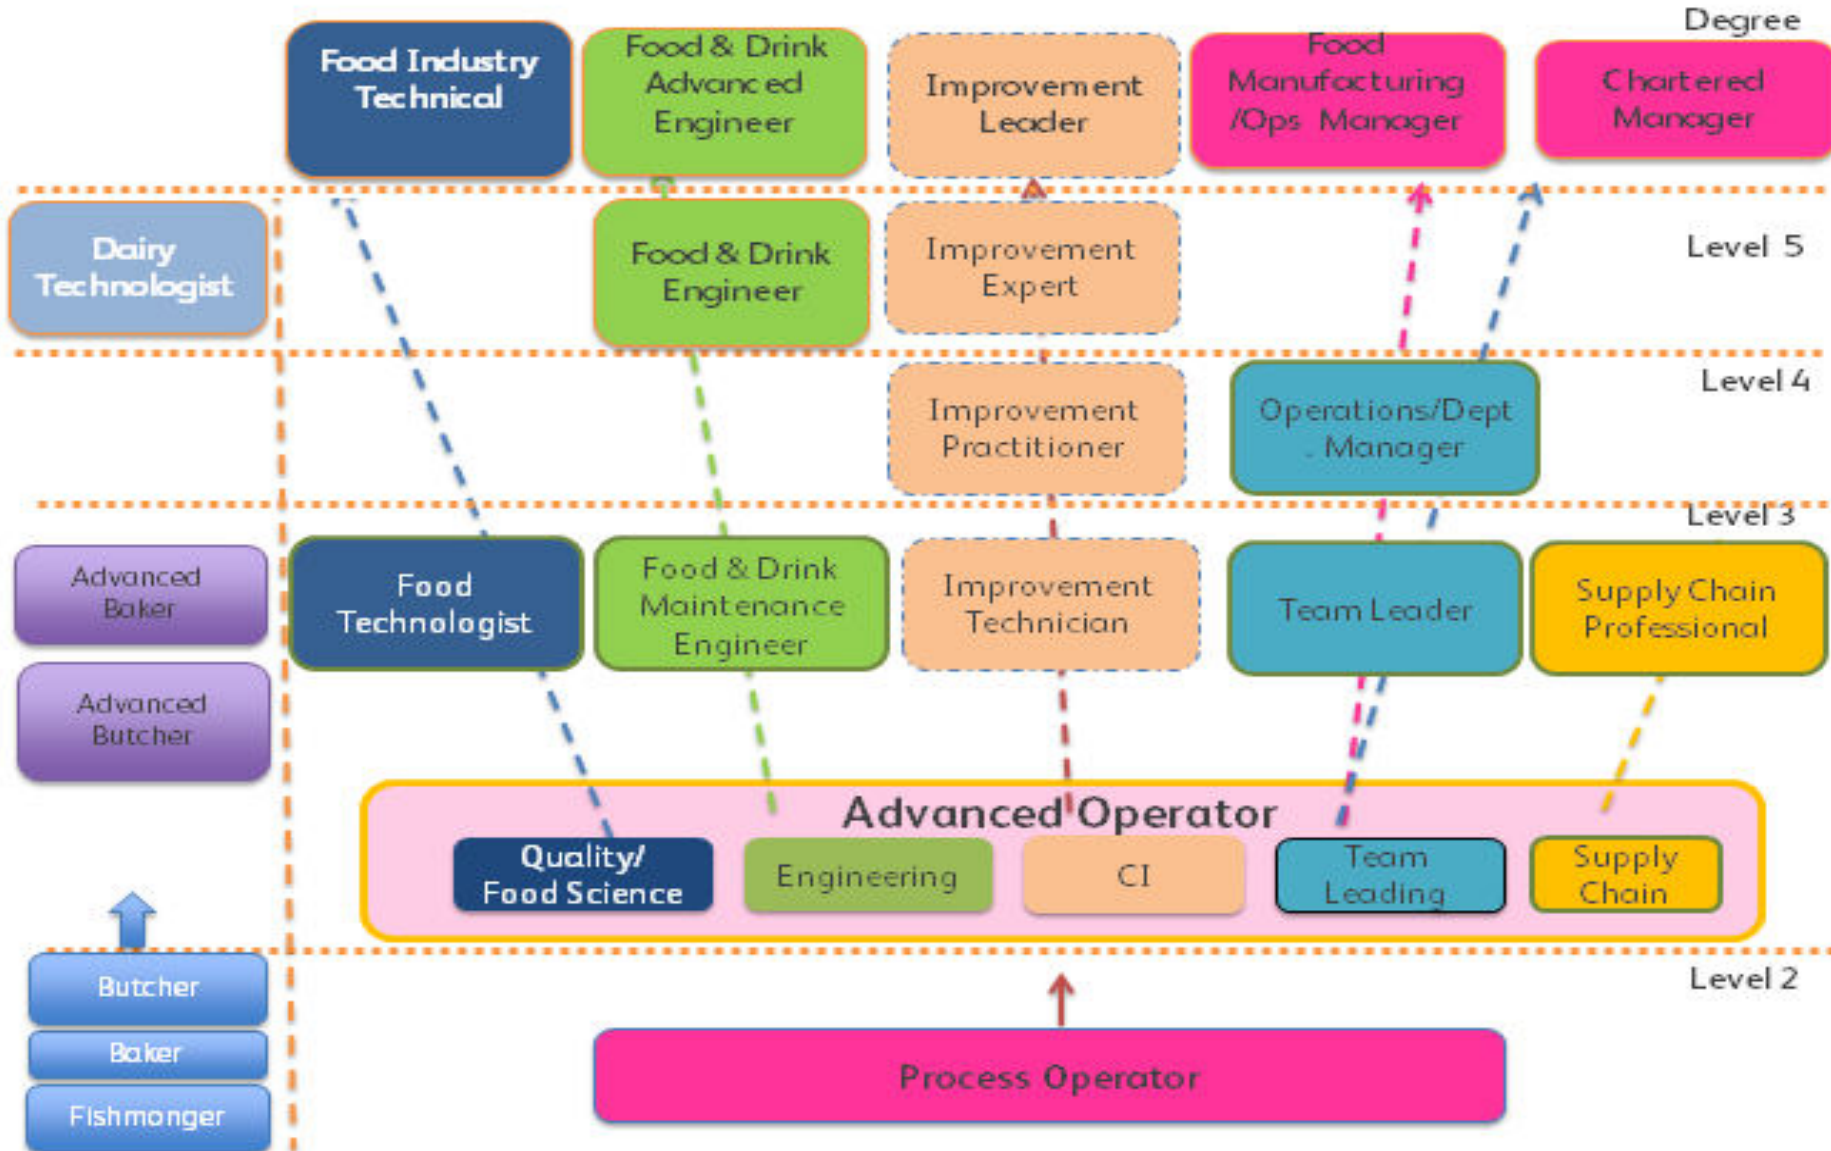 Degree
Food Industry
Technical
Food & Drink
Advanced
Engineer
Improvement
Leader
Food
Manufacturing
/Ops Manager
Chartered
Manager
Dairy
Technologist
Food & Drink
Engineer
Improvement
Expert
Level 5
Improvement
Practitioner
Operations/Dept
. Manager
Level 4
Level 3
Advanced
Baker
Advanced
Butcher
Food
Technologist
Food & Drink
Maintenance
Engineer
Improvement
Technician
Team Leader
Supply Chain
Professional
Advanced Operator
Quality/
Food Science
Engineering
CI
Team
Leading
Supply
Chain
Level 2
Butcher
Baker
Fishmonger
Process Operator